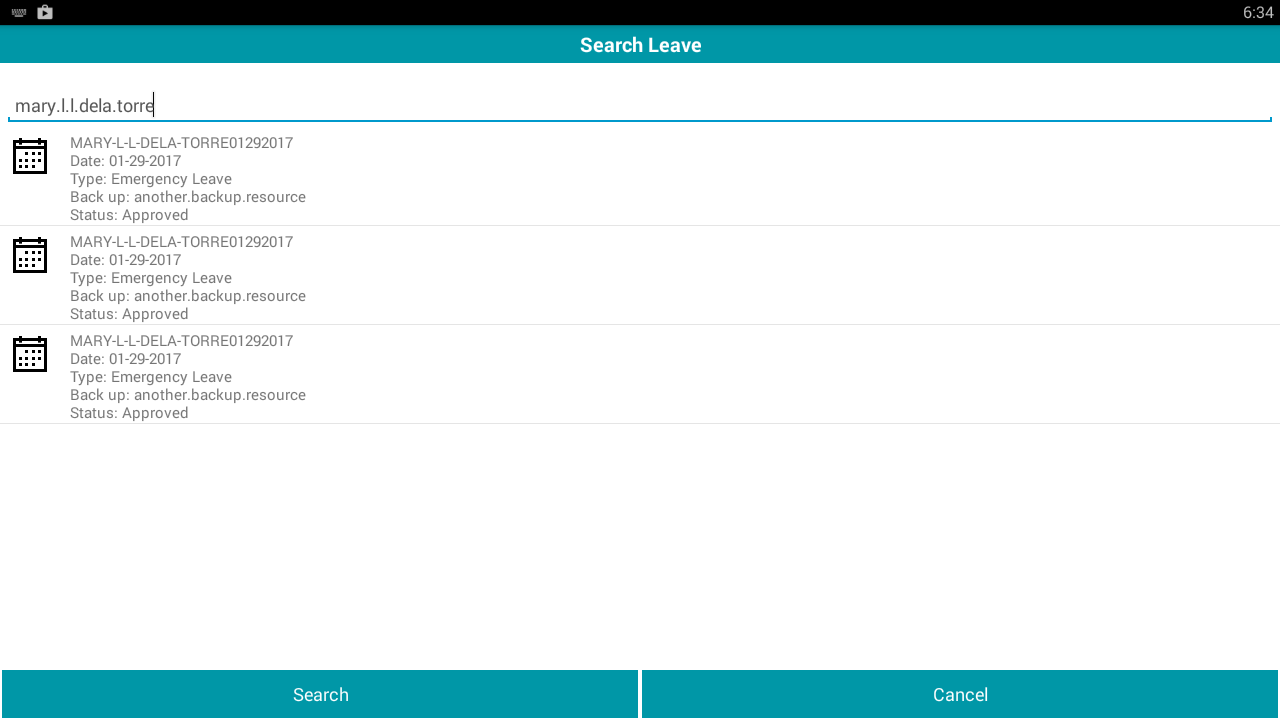 6:34
Search Leave
mary.l.l.dela.torre
MARY-L-L-DELA-TORRE01292017
Date: 01-29-2017
Type: Emergency Leave
Back up: another.backup.resource
Status: Approved
MARY-L-L-DELA-TORRE01292017
Date: 01-29-2017
Type: Emergency Leave
Back up: another.backup.resource
Status: Approved
MARY-L-L-DELA-TORRE01292017
Date: 01-29-2017
Type: Emergency Leave
Back up: another.backup.resource
Status: Approved
Search
Cancel